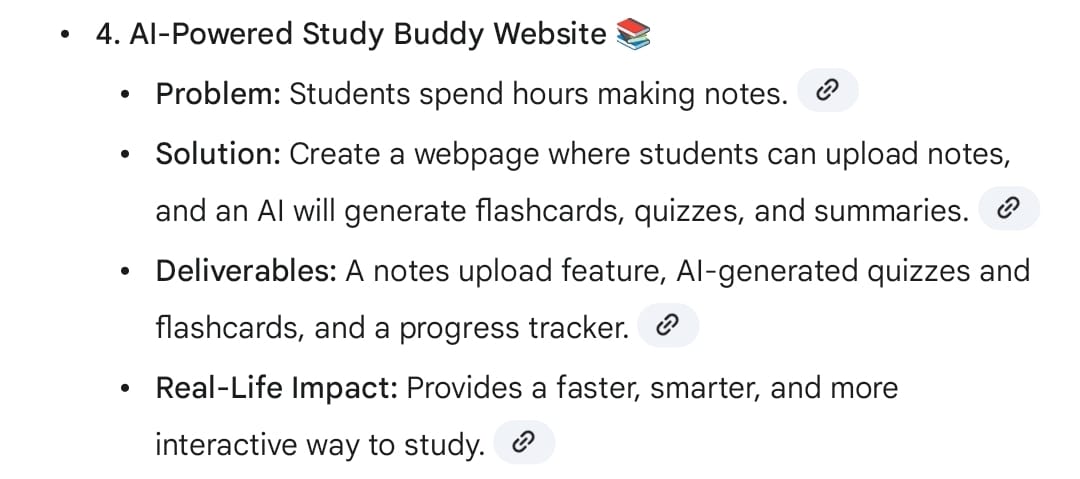 • 4. AI-Powered Study Buddy Website 📚
• Problem: Students spend hours making notes.
• Solution: Create a webpage where students can upload notes,
and an AI will generate flashcards, quizzes, and summaries.
• Deliverables: A notes upload feature, AI-generated quizzes and
flashcards, and a progress tracker.
• Real-Life Impact: Provides a faster, smarter, and more
interactive way to study.